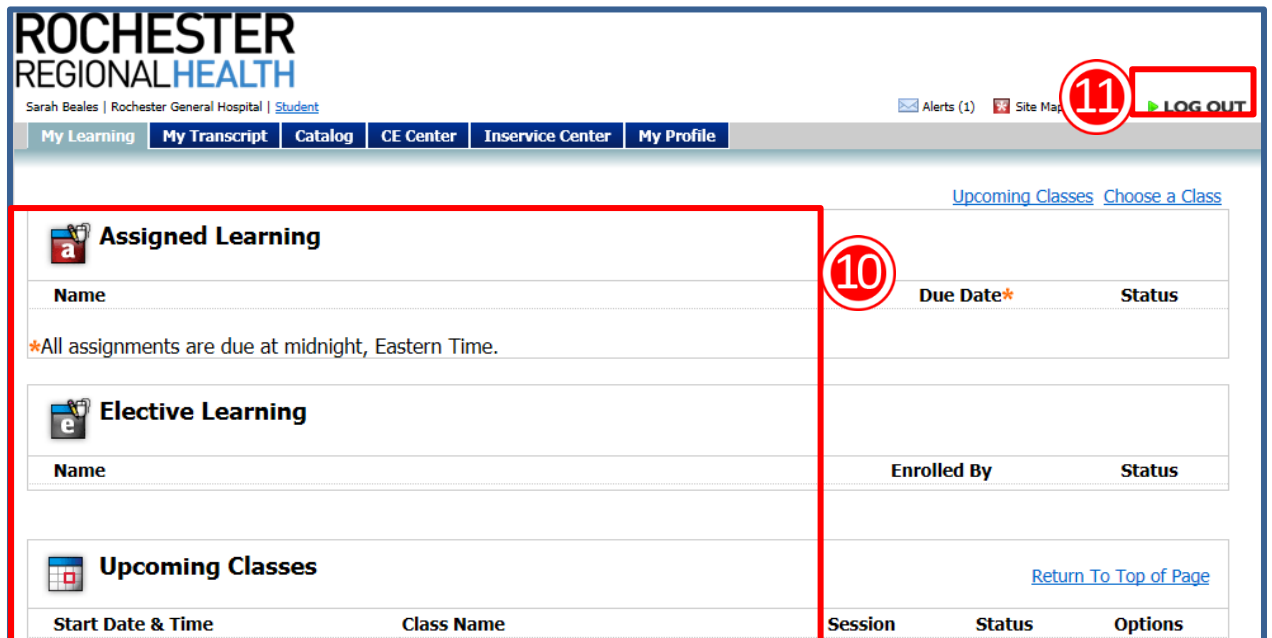 ROCHESTER
REGIONALHEALTH
Sarah Beales | Rochester General Hospital | Student
Alerts (1) Site Map 11 LOG OUT
My Learning My Transcript Catalog CE Center Inservice Center My Profile
Upcoming Classes Choose a Class
a Assigned Learning
10
Name Due Date* Status
*All assignments are due at midnight, Eastern Time.
e Elective Learning
Name Enrolled By Status
Upcoming Classes
Return To Top of Page
Start Date & Time Class Name Session Status Options